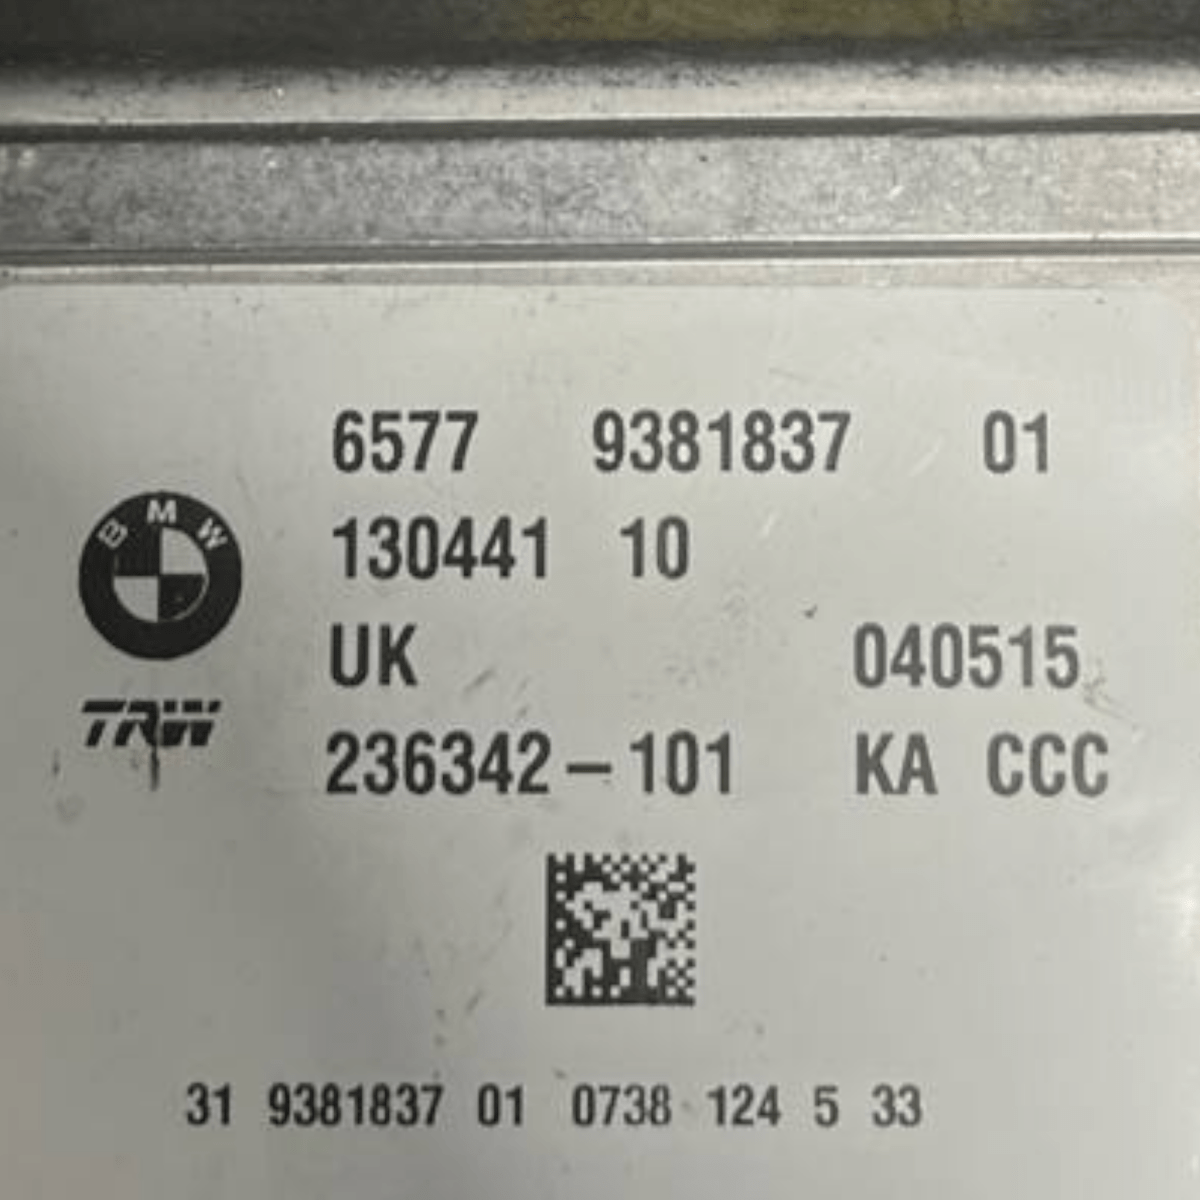 6577 9381837 01
BMW
130441 10
UK 040515
TRW
236342-101 KA CCC
31 9381837 01 0738 124 5 33